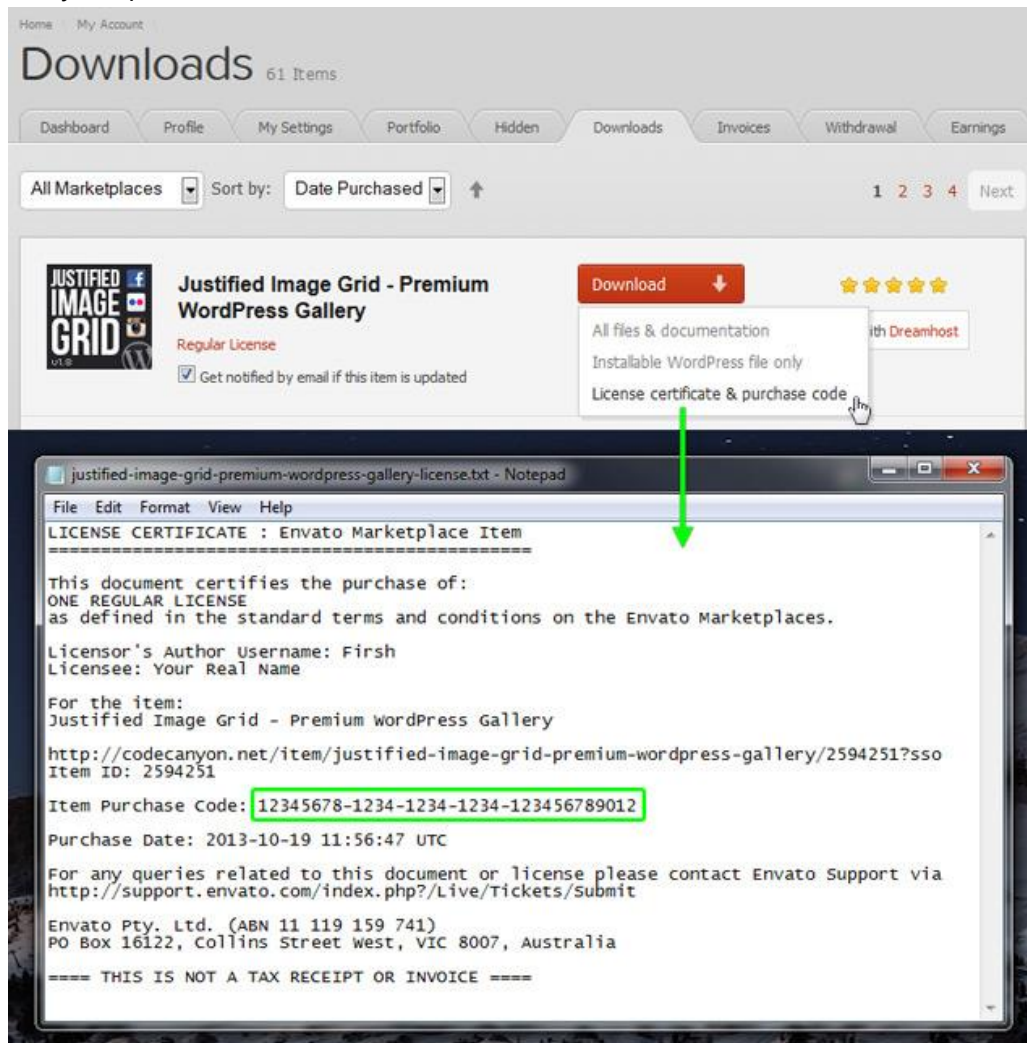 Home My Account
Downloads 61 Items
Dashboard Profile My Settings Portfolio Hidden Downloads Invoices Withdrawal Earnings
All Marketplaces Sort by: Date Purchased 1 2 3 4 Next
JUSTIFIED
IMAGE
GRID
v1.8
Justified Image Grid - Premium
WordPress Gallery
Regular License
Get notified by email if this item is updated
Download
All files & documentation
Installable WordPress file only
License certificate & purchase code
ith Dreamhost
justified-image-grid-premium-wordpress-gallery-license.txt - Notepad
File Edit Format View Help
LICENSE CERTIFICATE : Envato Marketplace Item
==============================================
This document certifies the purchase of:
ONE REGULAR LICENSE
as defined in the standard terms and conditions on the Envato Marketplaces.
Licensor's Author Username: Firsh
Licensee: Your Real Name
For the item:
Justified Image Grid - Premium WordPress Gallery
http://codecanyon.net/item/justified-image-grid-premium-wordpress-gallery/2594251?sso
Item ID: 2594251
Item Purchase Code: 12345678-1234-1234-1234-123456789012
Purchase Date: 2013-10-19 11:56:47 UTC
For any queries related to this document or license please contact Envato Support via
http://support.envato.com/index.php?/Live/Tickets/Submit
Envato Pty. Ltd. (ABN 11 119 159 741)
PO Box 16122, Collins Street West, VIC 8007, Australia
==== THIS IS NOT A TAX RECEIPT OR INVOICE ====